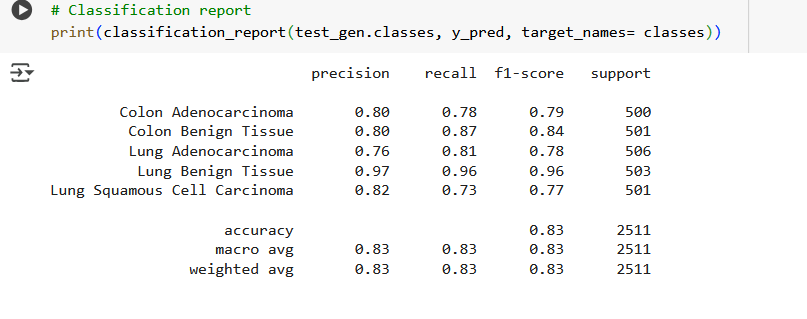 # Classification report
print(classification_report(test_gen.classes, y_pred, target_names= classes))
precision recall f1-score support
Colon Adenocarcinoma 0.80 0.78 0.79 500
Colon Benign Tissue 0.80 0.87 0.84 501
Lung Adenocarcinoma 0.76 0.81 0.78 506
Lung Benign Tissue 0.97 0.96 0.96 503
Lung Squamous Cell Carcinoma 0.82 0.73 0.77 501
accuracy 0.83 2511
macro avg 0.83 0.83 0.83 2511
weighted avg 0.83 0.83 0.83 2511